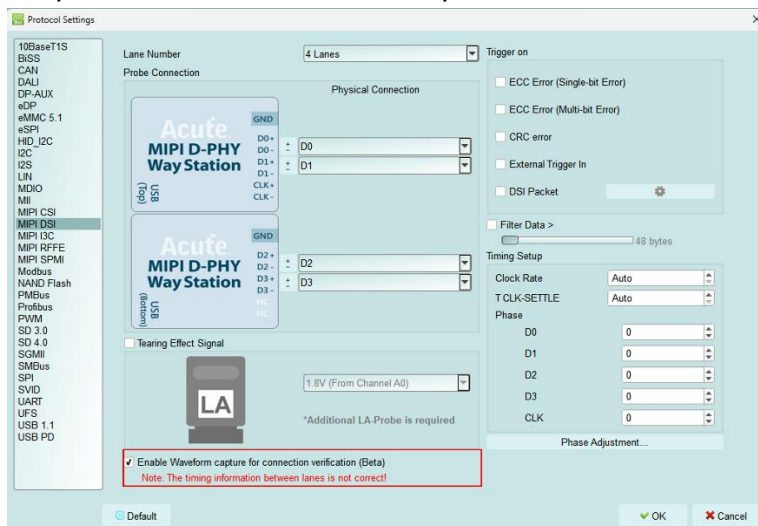 Protocol Settings
10BaseT1S
BiSS
CAN
DALI
DP-AUX
eDP
eMMC 5.1
eSPI
HID_I2C
I2C
I2S
LIN
MDIO
MII
MIPI CSI
MIPI DSI
MIPI I3C
MIPI RFFE
MIPI SPMI
Modbus
NAND Flash
PMBus
Profibus
PWM
SD 3.0
SD 4.0
SGMII
SMBus
SPI
SVID
UART
UFS
USB 1.1
USB PD
Lane Number 4 Lanes
Probe Connection
Physical Connection
Acute
MIPI D-PHY
Way Station
USB
(Top)
GND
D0+
D0-
D1+
D1-
CLK+
CLK-
± D0
± D1
Acute
MIPI D-PHY
Way Station
USB
(Bottom)
GND
D2+
D2-
D3+
D3-
NC
NC
± D2
± D3
Tearing Effect Signal
LA
1.8V (From Channel A0)
*Additional LA-Probe is required
Enable Waveform capture for connection verification (Beta)
Note: The timing information between lanes is not correct!
Trigger on
ECC Error (Single-bit Error)
ECC Error (Multi-bit Error)
CRC error
External Trigger In
DSI Packet
Filter Data >
48 bytes
Timing Setup
Clock Rate Auto
T CLK-SETTLE Auto
Phase
D0 0
D1 0
D2 0
D3 0
CLK 0
Phase Adjustment...
Default
OK
Cancel